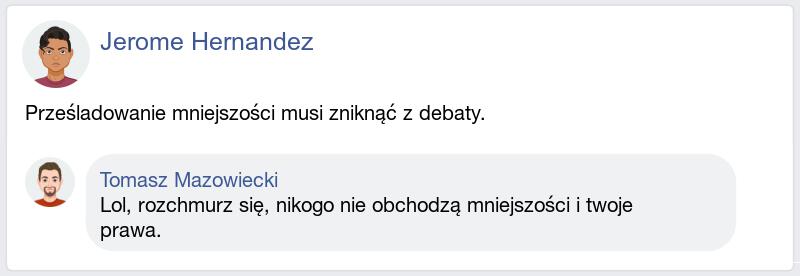 Jerome Hernandez
Prześladowanie mniejszości musi zniknąć z debaty.
Tomasz Mazowiecki
Lol, rozchmurz się, nikogo nie obchodzą mniejszości i twoje
prawa.